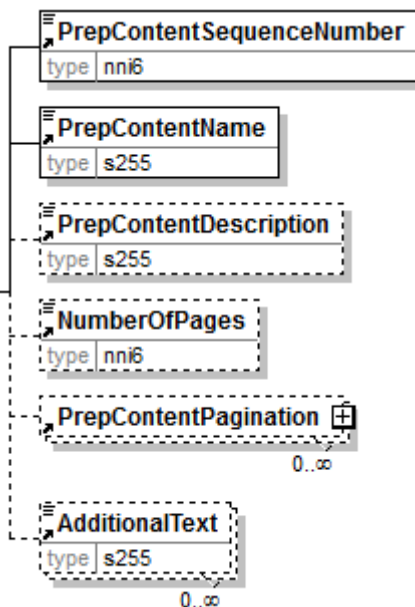 PrepContentSequenceNumber
type nni6
PrepContentName
type s255
PrepContentDescription
type s255
NumberOfPages
type nni6
PrepContentPagination
0..∞
AdditionalText
type s255
0..∞